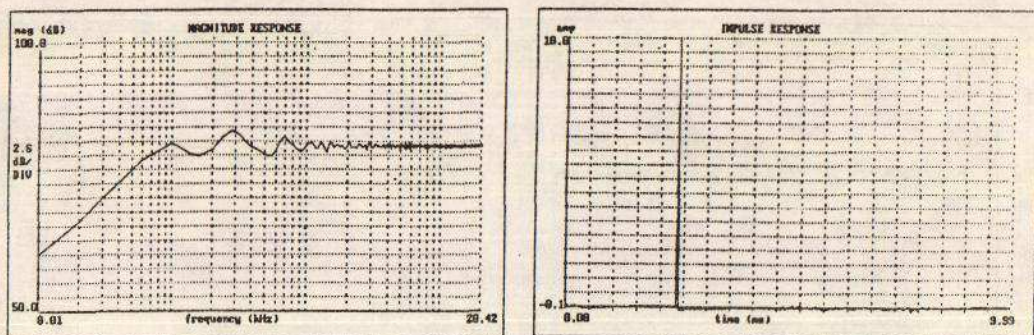 MAGNITUDE RESPONSE
mag (dB)
100.0
2.6
dB/
DIV
50.0
0.01
frequency (kHz)
20.42
IMPULSE RESPONSE
amp
10.0
-0.1
0.00
time (ms)
9.99